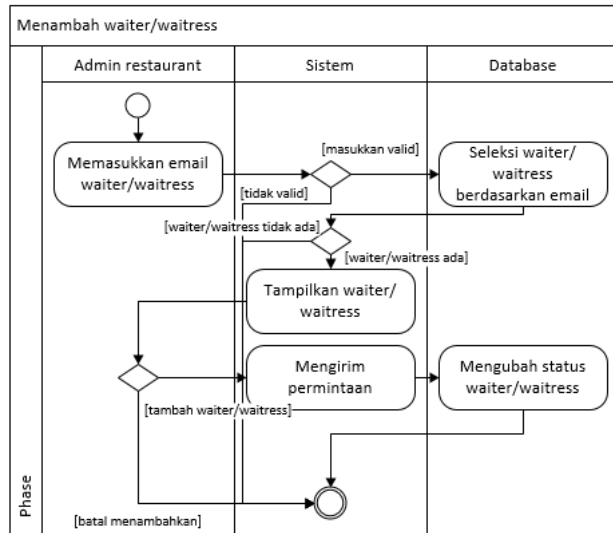 Menambah waiter/waitress
Admin restaurant
Sistem
Database
Memasukkan email
waiter/waitress
[masukkan valid]
Seleksi waiter/
waitress
berdasarkan email
[tidak valid]
[waiter/waitress tidak ada]
[waiter/waitress ada]
Tampilkan waiter/
waitress
Mengirim
permintaan
Mengubah status
waiter/waitress
[tambah waiter/waitress]
[batal menambahkan]
Phase